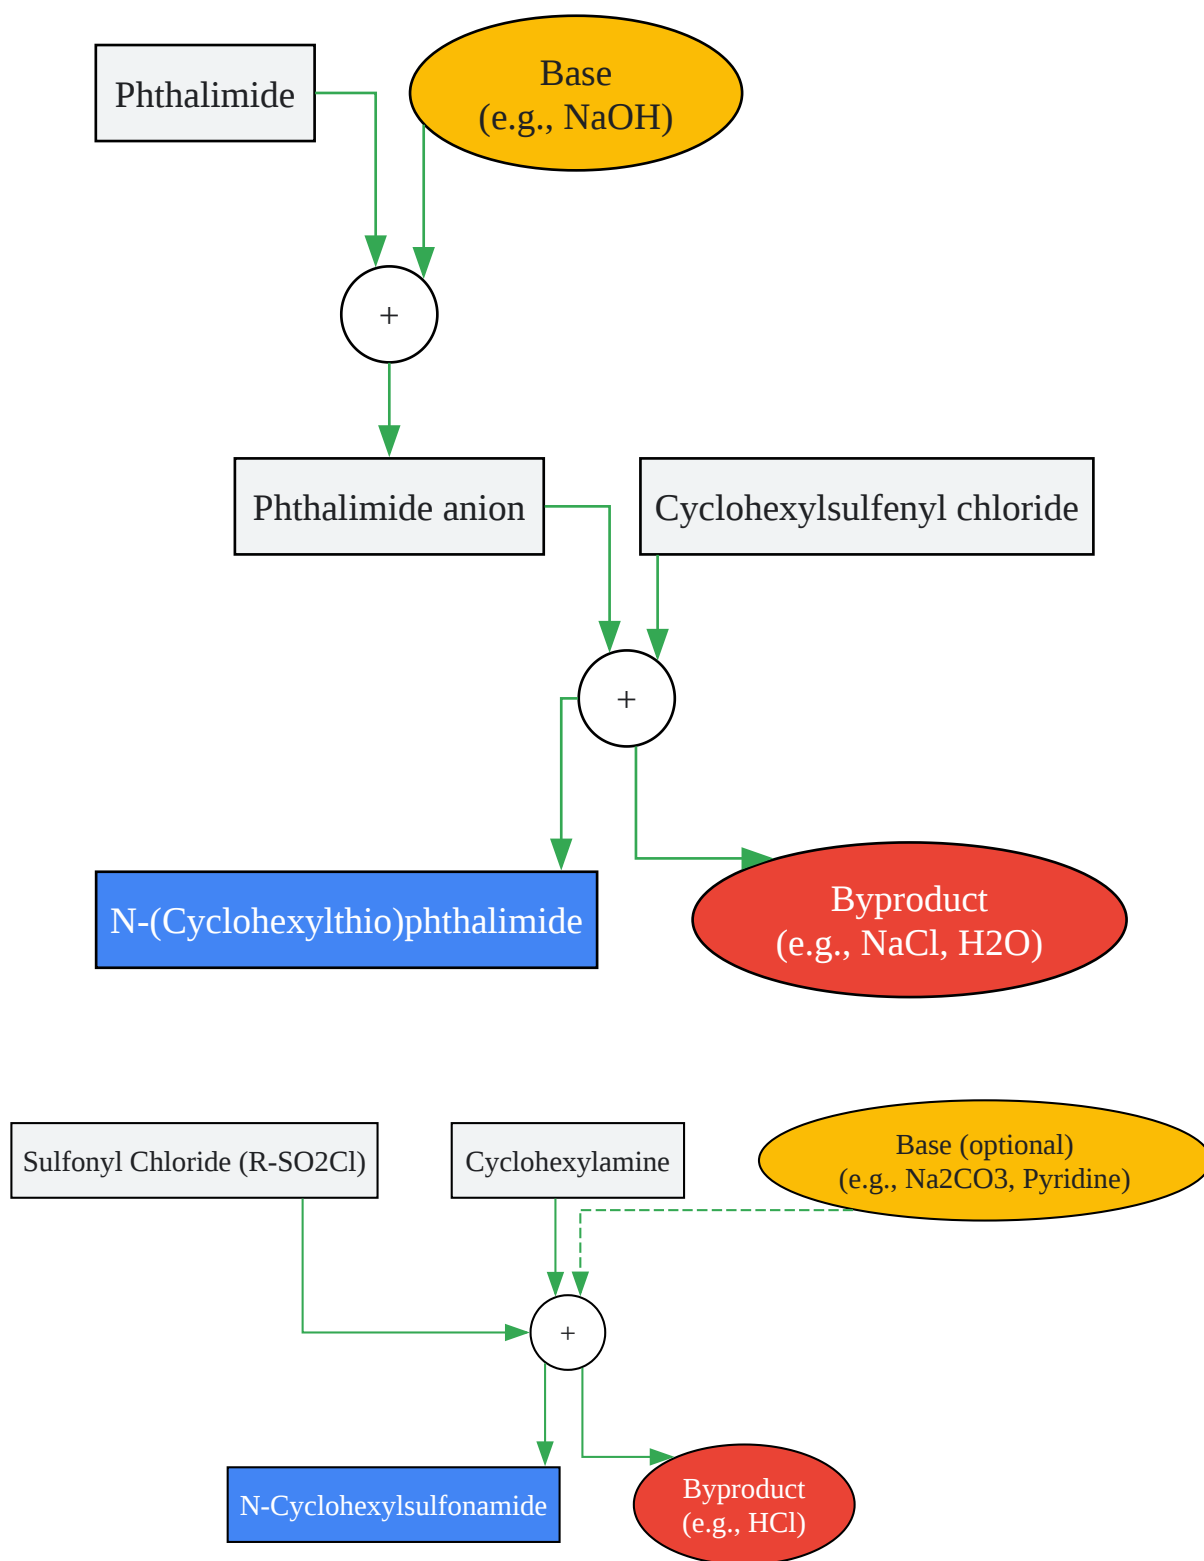 Phthalimide
Base
(e.g., NaOH)
+
Phthalimide anion
Cyclohexylsulfenyl chloride
+
N-(Cyclohexylthio)phthalimide
Byproduct
(e.g., NaCl, H2O)
Sulfonyl Chloride (R-SO2Cl)
Cyclohexylamine
Base (optional)
(e.g., Na2CO3, Pyridine)
+
N-Cyclohexylsulfonamide
Byproduct
(e.g., HCl)